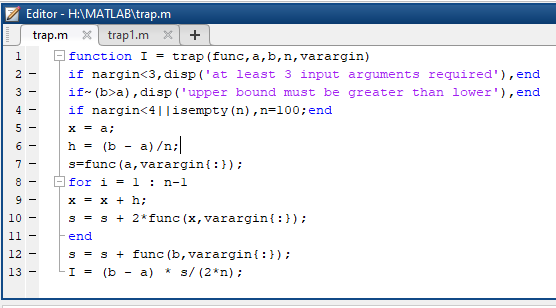 Editor - H:\MATLAB\trap.m
trap.m × trap1.m × +
1 - function I = trap(func,a,b,n,varargin)
2 - if nargin<3,disp('at least 3 input arguments required'),end
3 - if~(b>a),disp('upper bound must be greater than lower'),end
4 - if nargin<4||isempty(n),n=100;end
5 - x = a;
6 - h = (b - a)/n;
7 - s=func(a,varargin{:});
8 - for i = 1 : n-1
9 - x = x + h;
10 - s = s + 2*func(x,varargin{:});
11 - end
12 - s = s + func(b,varargin{:});
13 - I = (b - a) * s/(2*n);